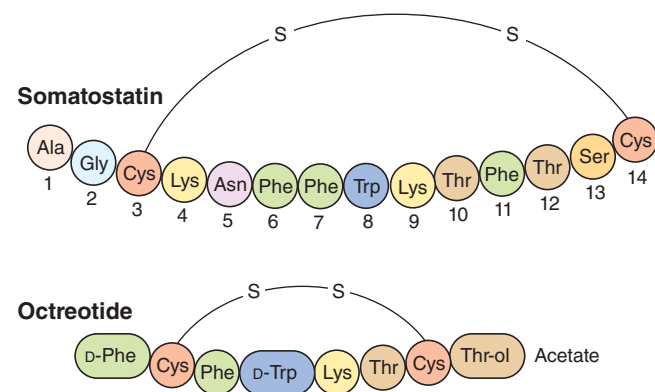 S S
Somatostatin
Ala Gly Cys Lys Asn Phe Phe Trp Lys Thr Phe Thr Ser Cys
1 2 3 4 5 6 7 8 9 10 11 12 13 14
S S
Octreotide
D-Phe Cys Phe D-Trp Lys Thr Cys Thr-ol Acetate